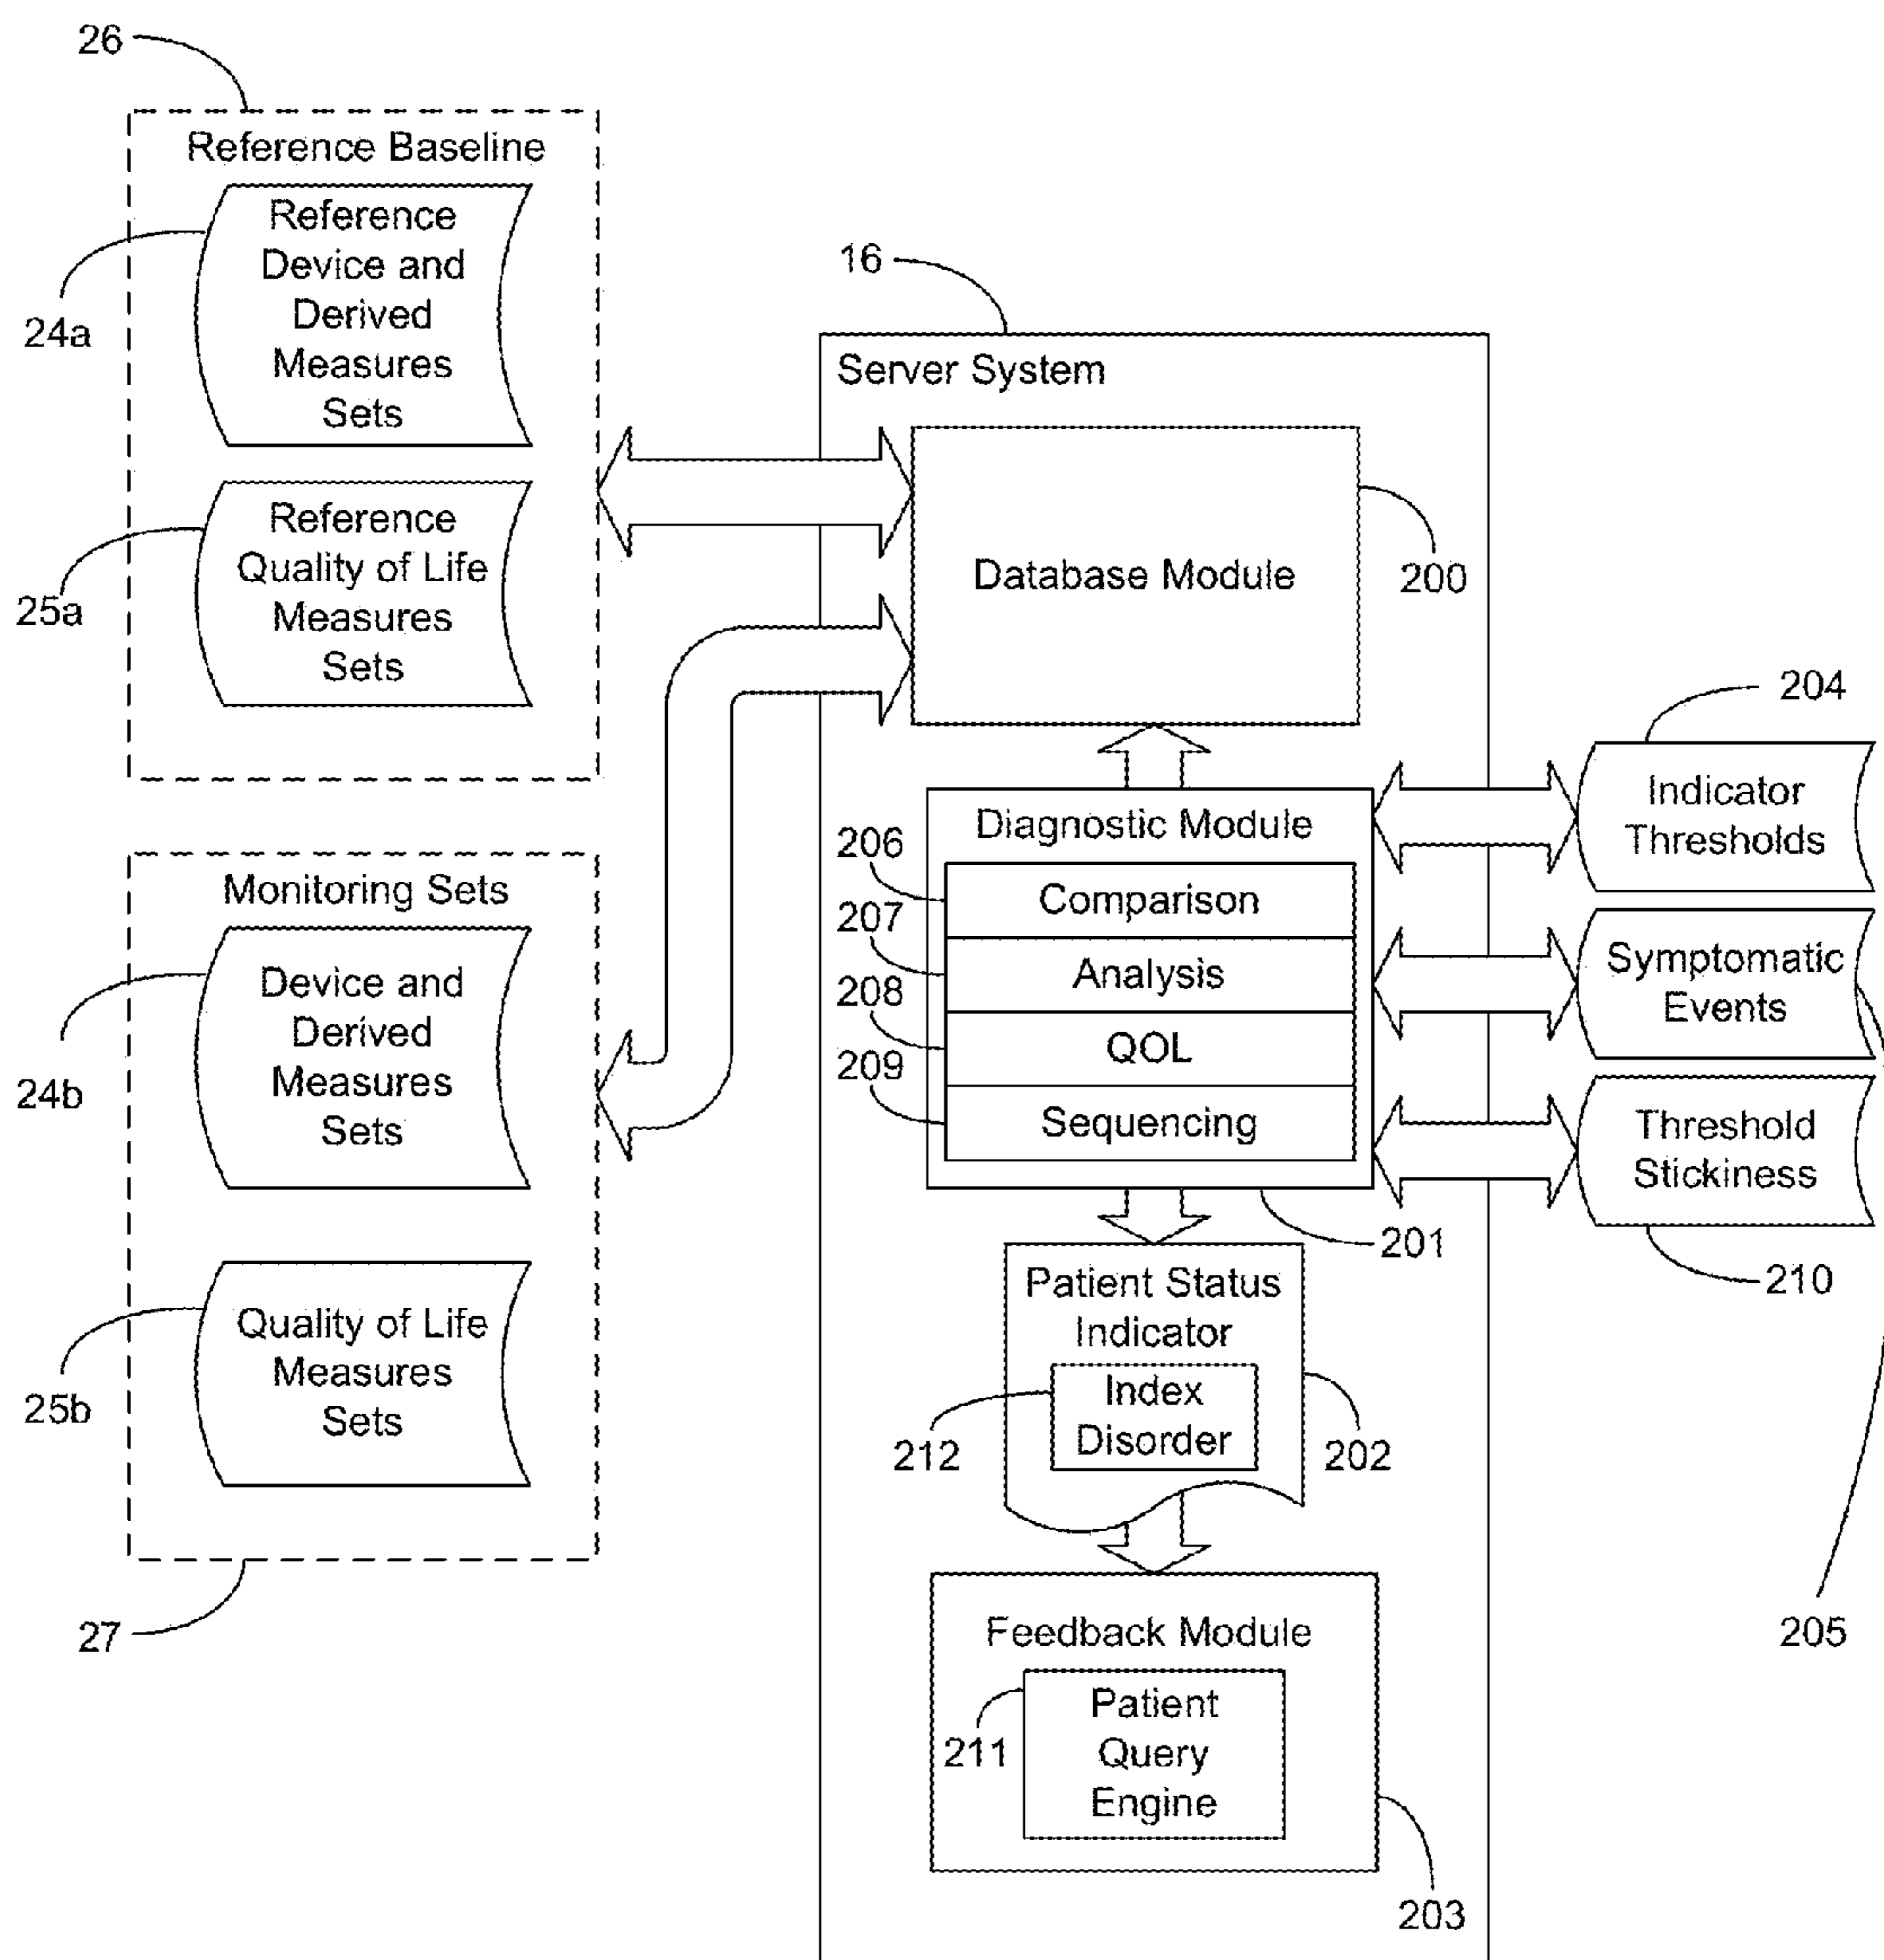 26
Reference Baseline
Reference
Device and
Derived
Measures
Sets
24a
Reference
Quality of Life
Measures
Sets
25a
Monitoring Sets
Device and
Derived
Measures
Sets
24b
Quality of Life
Measures
Sets
25b
27
16
Server System
Database Module
200
Diagnostic Module
206
Comparison
207
Analysis
208
QOL
209
Sequencing
201
204
Indicator
Thresholds
Symptomatic
Events
Threshold
Stickiness
210
205
Patient Status
Indicator
Index
Disorder
212
202
Feedback Module
211
Patient
Query
Engine
203